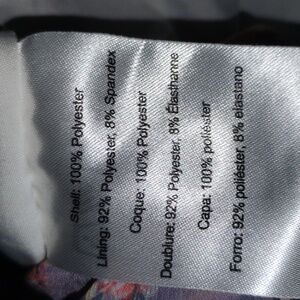 Shell: 100% Polyester
Lining: 92% Polyester, 8% Spandex
Coque: 100% Polyester
Doublure: 92% Polyester, 8% Élasthanne
Capa: 100% poliéster
Forro: 92% poliéster, 8% elastano